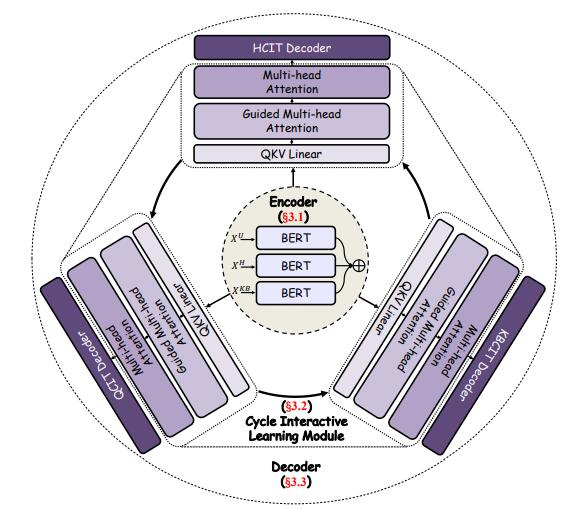 HCIT Decoder
Multi-head
Attention
Guided Multi-head
Attention
QKV Linear
Encoder
(§3.1)
X^U
BERT
X^H
BERT
X^KB
BERT
QCIT Decoder
Multi-head
Attention
Guided Multi-head
Attention
QKV Linear
QKV Linear
Guided Multi-head
Attention
Multi-head
Attention
KBCIT Decoder
(§3.2)
Cycle Interactive
Learning Module
Decoder
(§3.3)